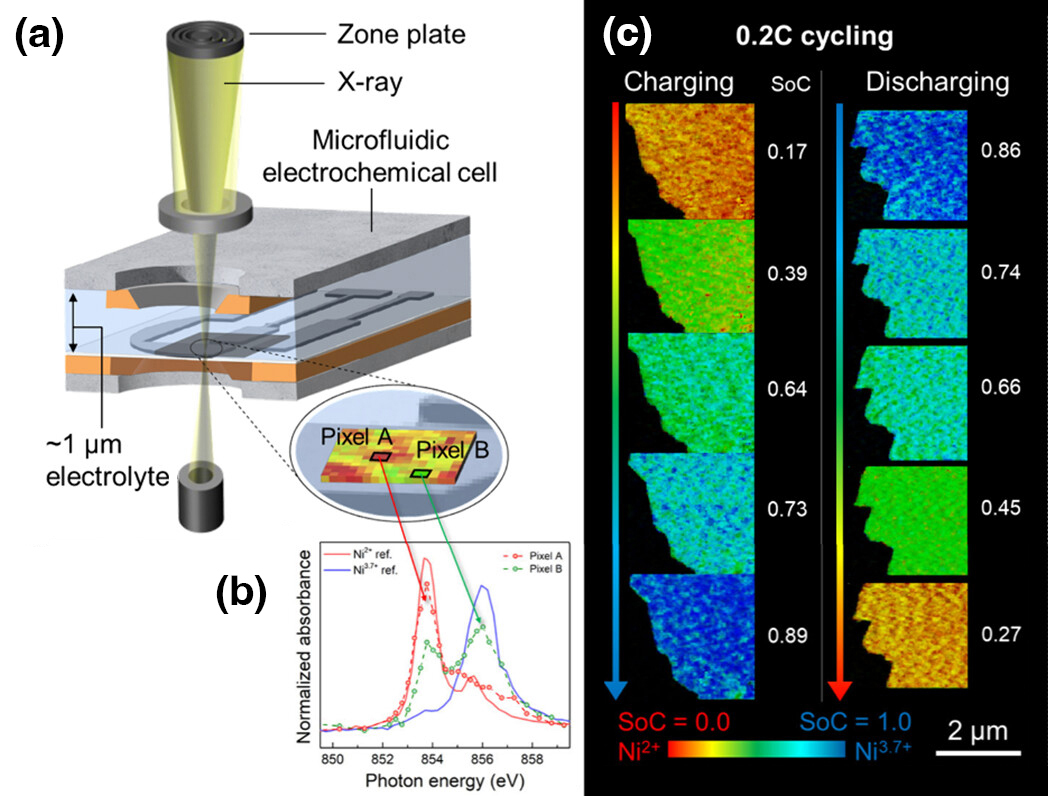 (a)
Zone plate
X-ray
Microfluidic
electrochemical cell
~1 µm
electrolyte
Pixel A
Pixel B
(b)
Ni2+ ref.
Ni3.7+ ref.
Pixel A
Pixel B
Normalized absorbance
850 852 854 856 858
Photon energy (eV)
(c)
0.2C cycling
Charging SoC Discharging
0.17 0.86
0.39 0.74
0.64 0.66
0.73 0.45
0.89 0.27
SoC = 0.0 SoC = 1.0
Ni2+ Ni3.7+
2 µm